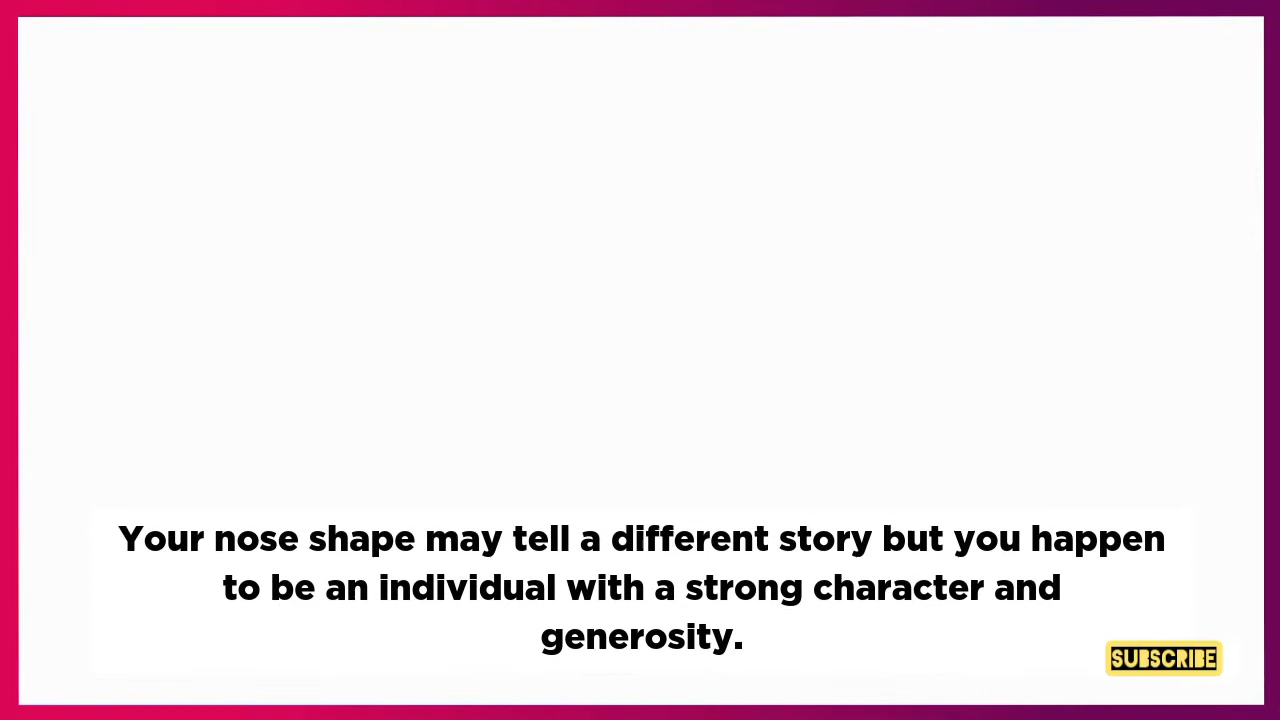 Your nose shape may tell a different story but you happen
to be an individual with a strong character and
generosity.
SUBSCRIBE